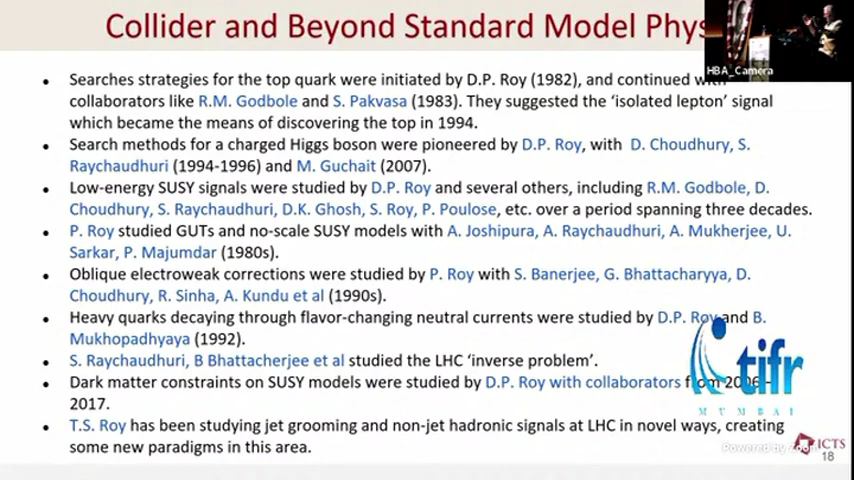 Collider and Beyond Standard Model Phys
HBA_Camera
• Searches strategies for the top quark were initiated by D.P. Roy (1982), and continued with
collaborators like R.M. Godbole and S. Pakvasa (1983). They suggested the ‘isolated lepton’ signal
which became the means of discovering the top in 1994.
• Search methods for a charged Higgs boson were pioneered by D.P. Roy, with D. Choudhury, S.
Raychaudhuri (1994-1996) and M. Guchait (2007).
• Low-energy SUSY signals were studied by D.P. Roy and several others, including R.M. Godbole, D.
Choudhury, S. Raychaudhuri, D.K. Ghosh, S. Roy, P. Poulose, etc. over a period spanning three decades.
• P. Roy studied GUTs and no-scale SUSY models with A. Joshipura, A. Raychaudhuri, A. Mukherjee, U.
Sarkar, P. Majumdar (1980s).
• Oblique electroweak corrections were studied by P. Roy with S. Banerjee, G. Bhattacharyya, D.
Choudhury, R. Sinha, A. Kundu et al (1990s).
• Heavy quarks decaying through flavor-changing neutral currents were studied by D.P. Roy and B.
Mukhopadhyaya (1992).
• S. Raychaudhuri, B Bhattacherjee et al studied the LHC ‘inverse problem’.
• Dark matter constraints on SUSY models were studied by D.P. Roy with collaborators from 2006 –
2017.
• T.S. Roy has been studying jet grooming and non-jet hadronic signals at LHC in novel ways, creating
some new paradigms in this area.
tifr
MUMBAI
Powered by Zoom
ICTS
18